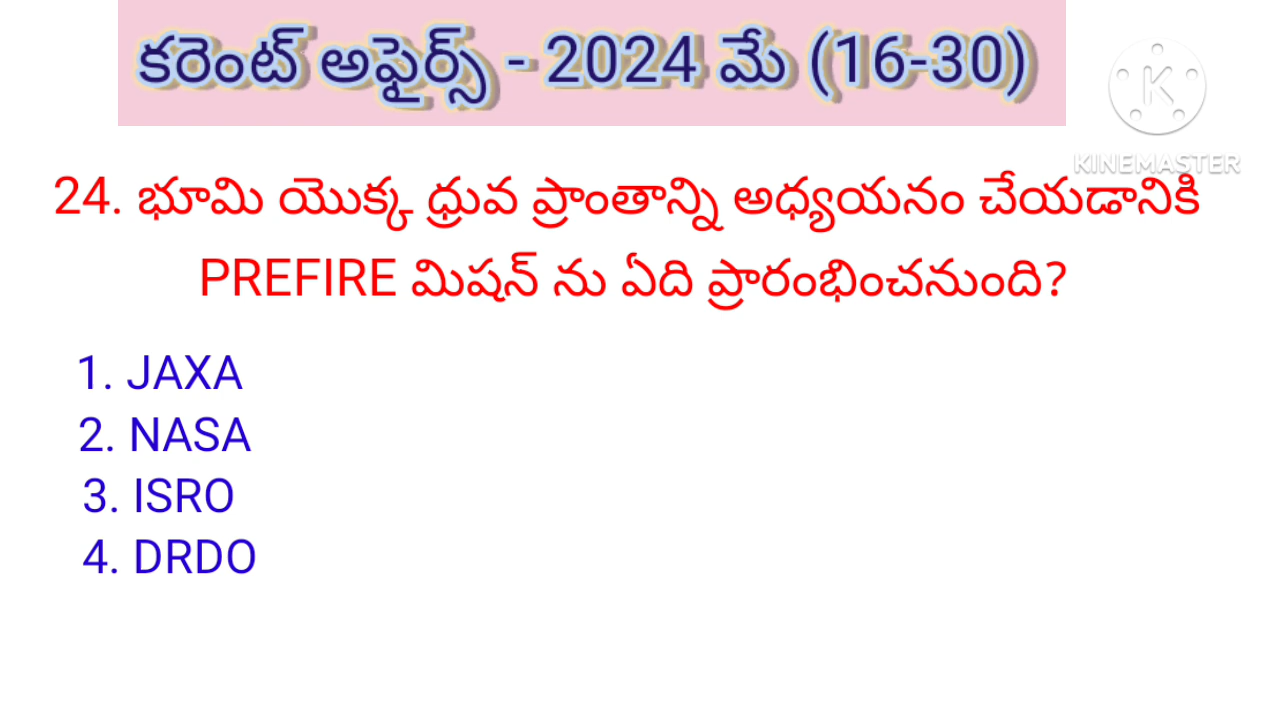 కరెంట్ అఫైర్స్ - 2024 మే (16-30)
K
KINEMASTER
24. భూమి యొక్క ధ్రువ ప్రాంతాన్ని అధ్యయనం చేయడానికి
PREFIRE మిషన్ ను ఏది ప్రారంభించనుంది?
1. JAXA
2. NASA
3. ISRO
4. DRDO